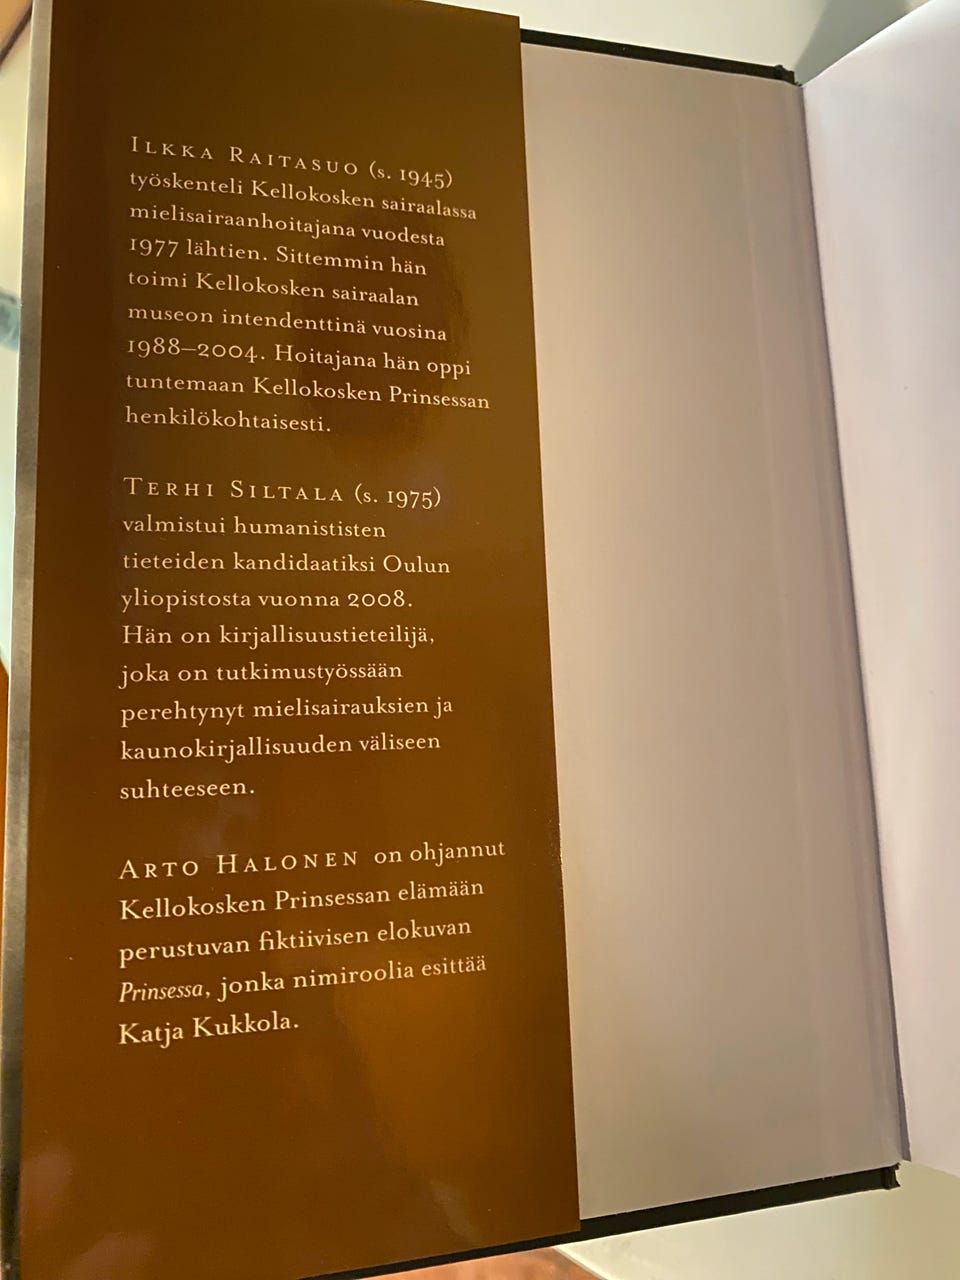 Ilkka Raitasuo (s. 1945)
työskenteli Kellokosken sairaalassa
mielisairaanhoitajana vuodesta
1977 lähtien. Sittemmin hän
toimi Kellokosken sairaalan
museon intendenttinä vuosina
1988–2004. Hoitajana hän oppi
tuntemaan Kellokosken Prinsessan
henkilökohtaisesti.
Terhi Siltala (s. 1975)
valmistui humanististen
tieteiden kandidaatiksi Oulun
yliopistosta vuonna 2008.
Hän on kirjallisuustieteilijä,
joka on tutkimustyössään
perehtynyt mielisairauksien ja
kaunokirjallisuuden väliseen
suhteeseen.
Arto Halonen on ohjannut
Kellokosken Prinsessan elämään
perustuvan fiktiivisen elokuvan
Prinsessa, jonka nimiroolia esittää
Katja Kukkola.